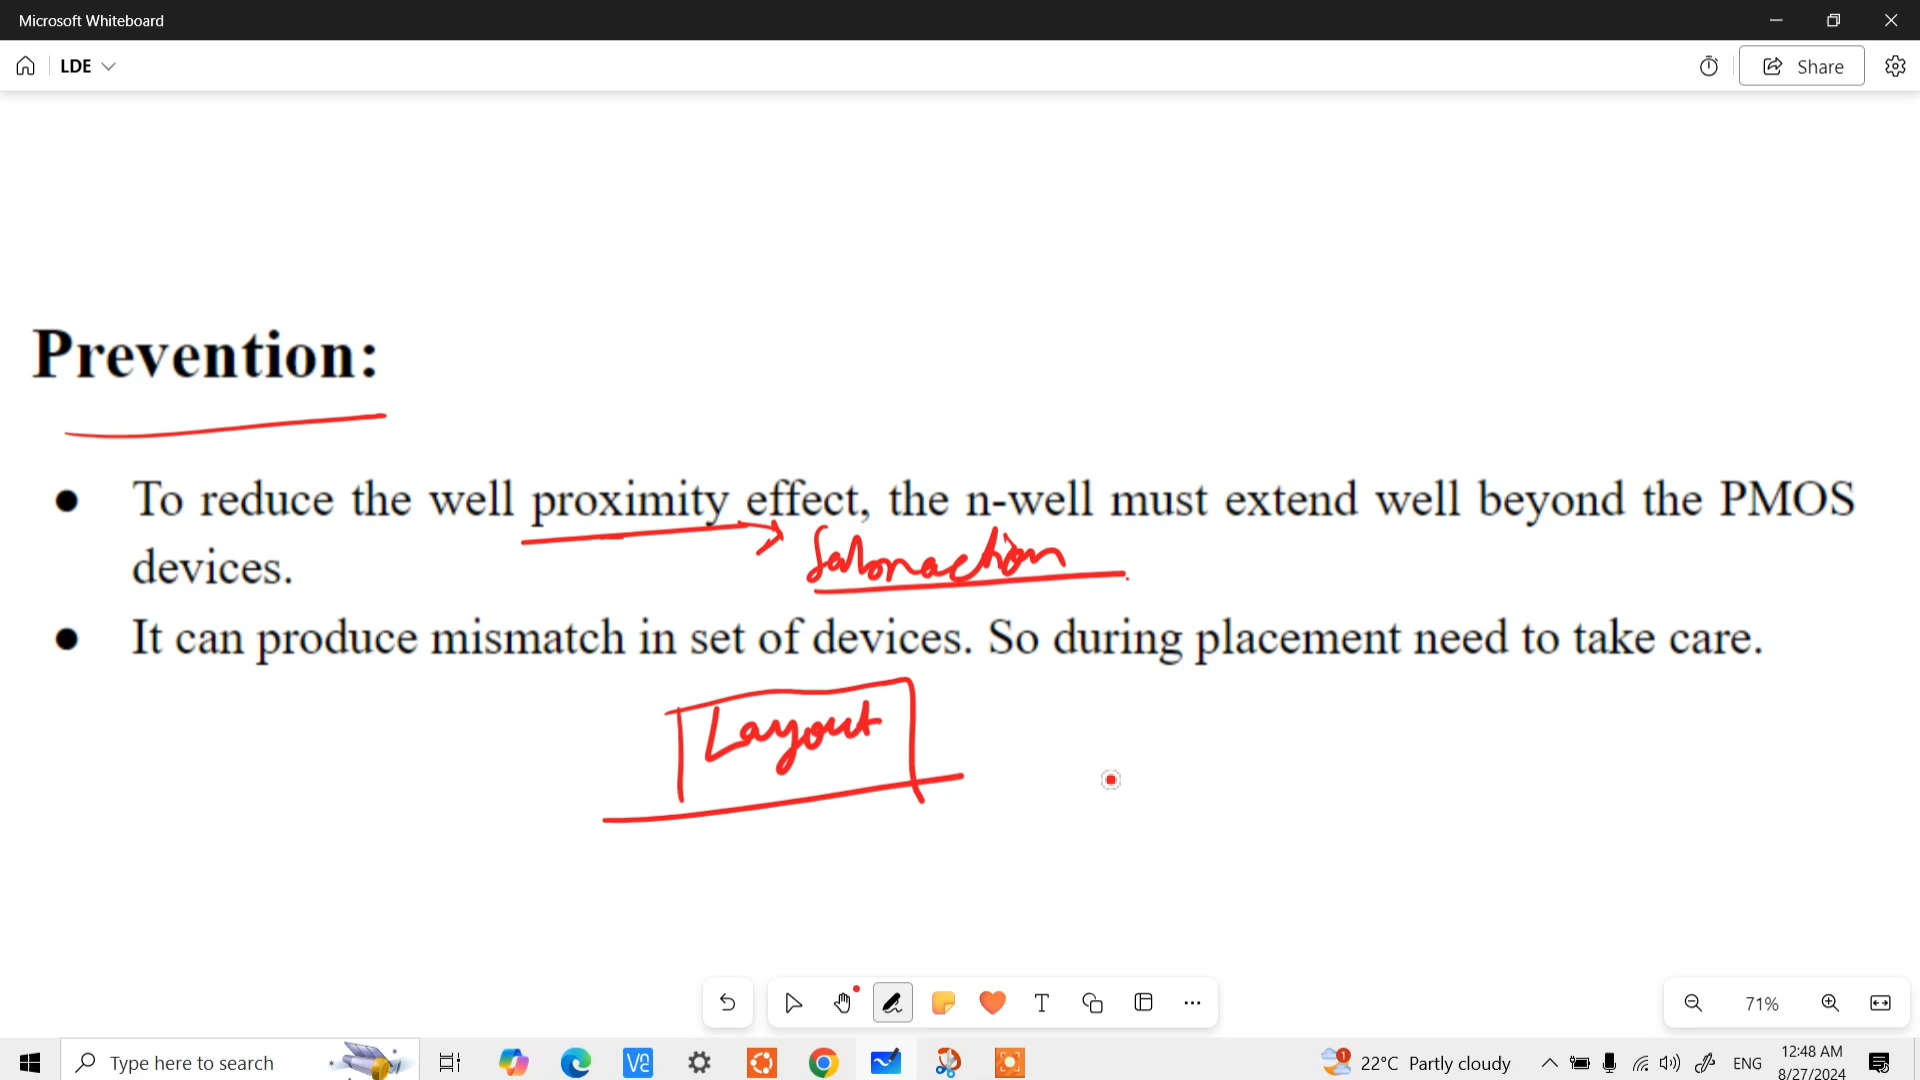 Microsoft Whiteboard
LDE
Share
Prevention:
To reduce the well proximity effect, the n-well must extend well beyond the PMOS
devices.
It can produce mismatch in set of devices. So during placement need to take care.
Layout
71%
Type here to search
22°C Partly cloudy
ENG
12:48 AM
8/27/2024